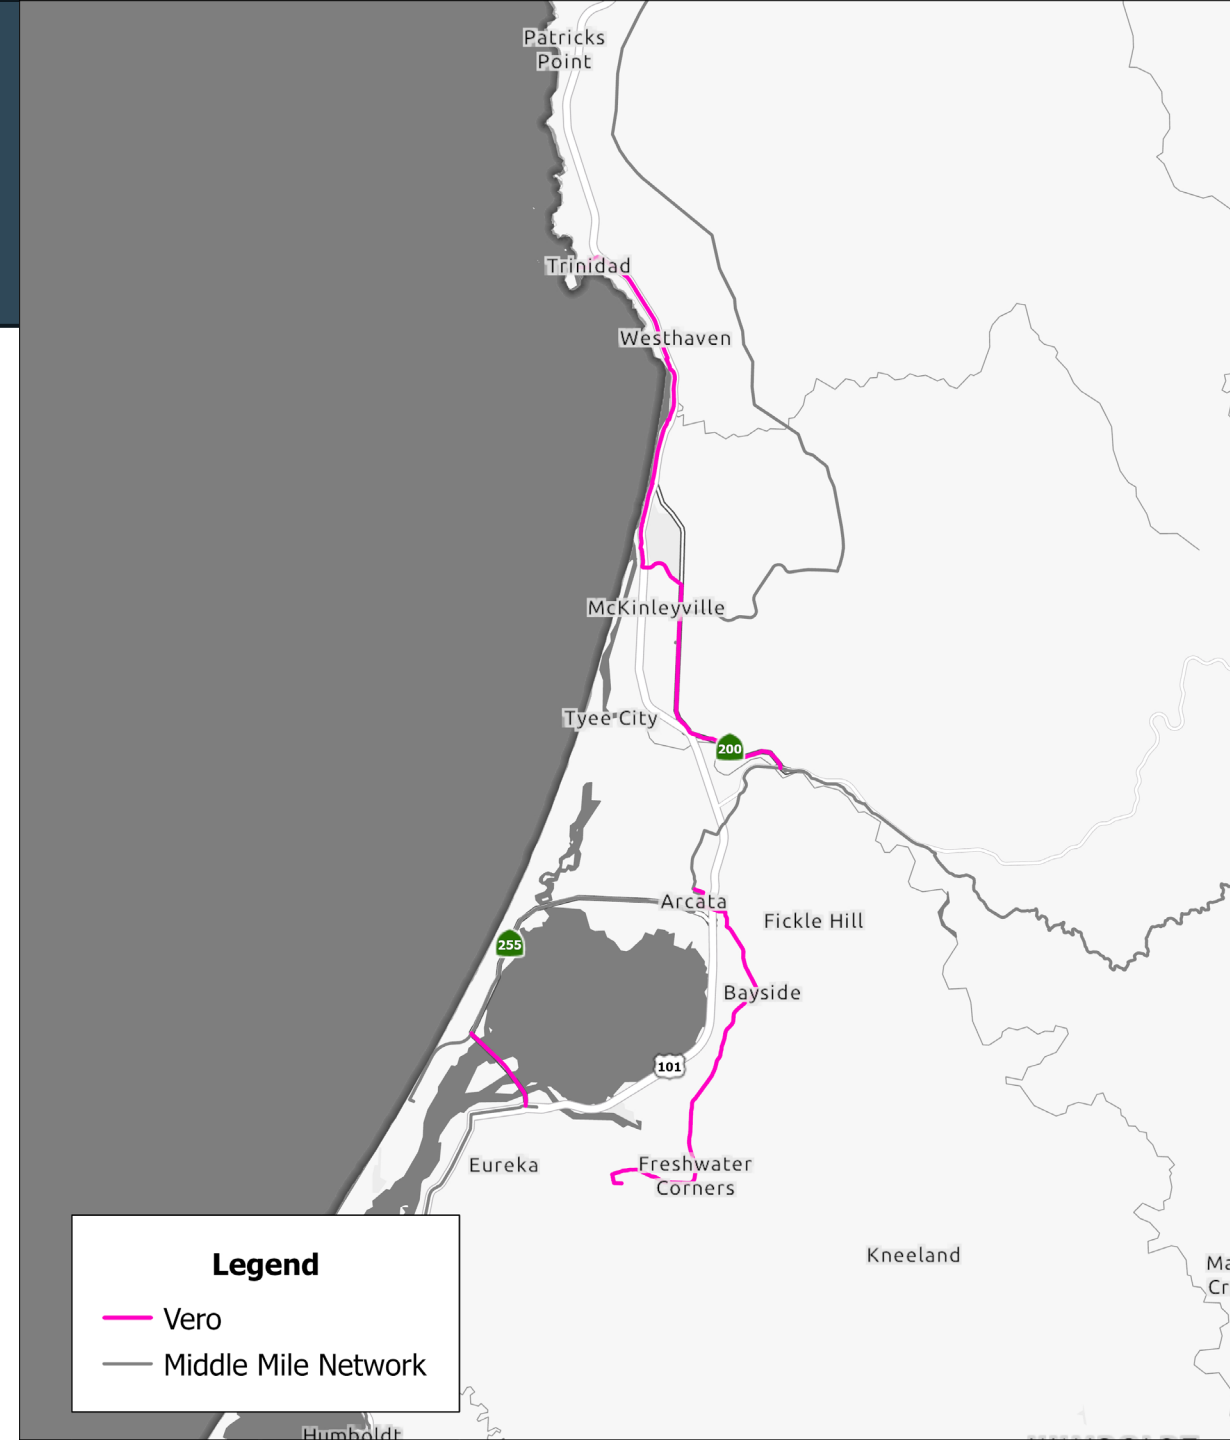 Patricks
Point
Trinidad
Westhaven
McKinleyville
Tyee City
200
Arcata
Fickle Hill
255
Bayside
101
Eureka
Freshwater
Corners
Kneeland
Legend
Vero
Middle Mile Network
Humboldt